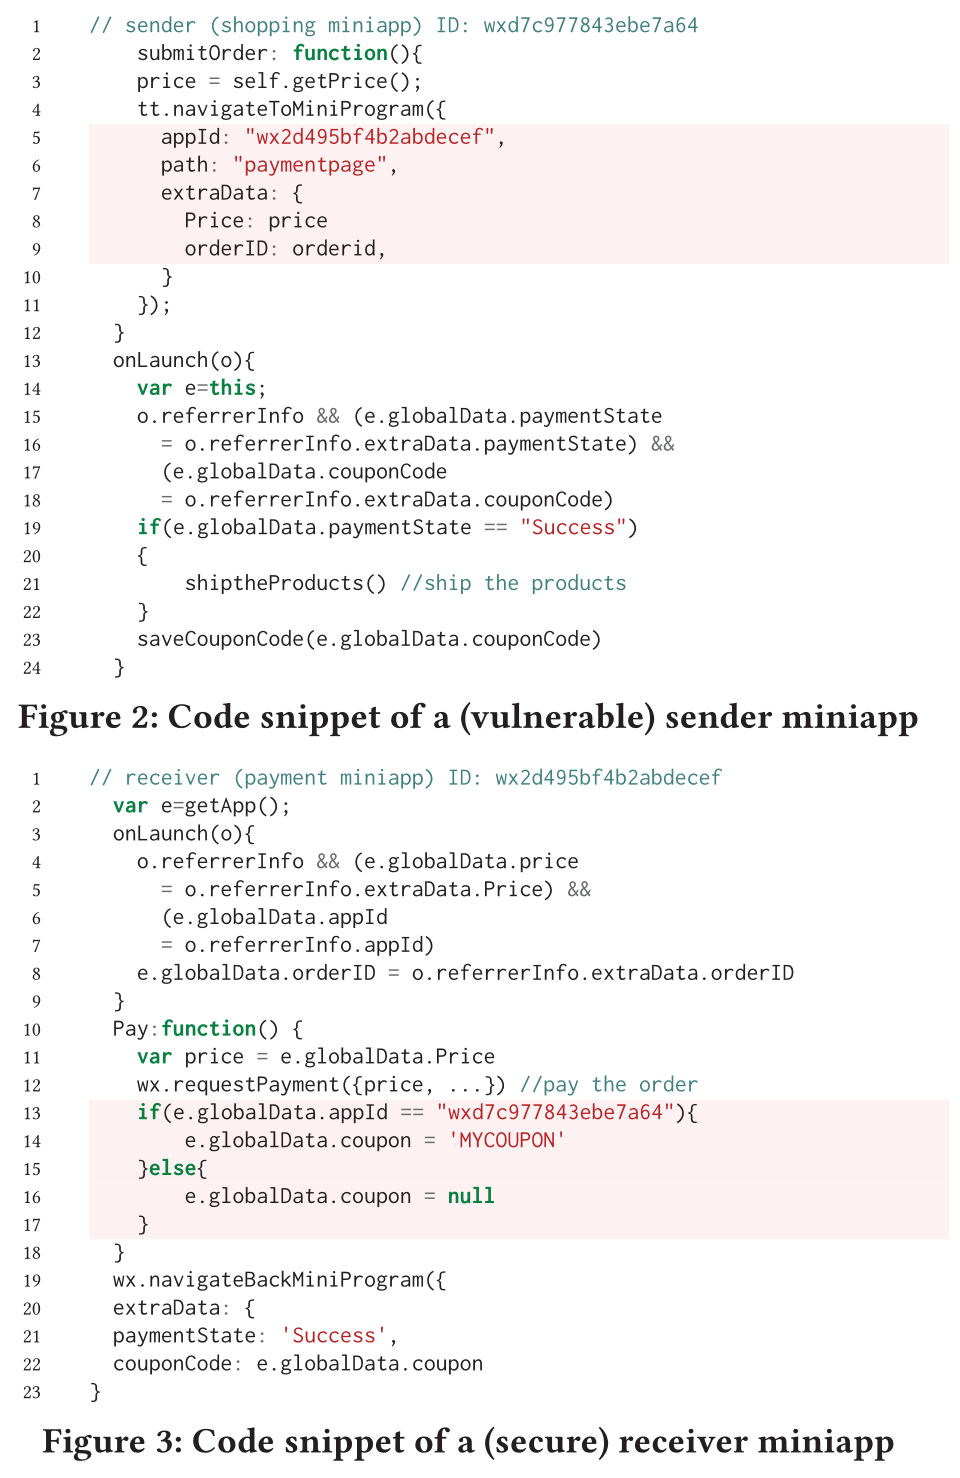 1 // sender (shopping miniapp) ID: wxd7c977843ebe7a64
2 submitOrder: function(){
3 price = self.getPrice();
4 tt.navigateToMiniProgram({
5 appId: "wx2d495bf4b2abdecef",
6 path: "paymentpage",
7 extraData: {
8 Price: price
9 orderID: orderid,
10 }
11 });
12 }
13 onLaunch(o){
14 var e=this;
15 o.referrerInfo && (e.globalData.paymentState
16 = o.referrerInfo.extraData.paymentState) &&
17 (e.globalData.couponCode
18 = o.referrerInfo.extraData.couponCode)
19 if(e.globalData.paymentState == "Success")
20 {
21 shiptheProducts() //ship the products
22 }
23 saveCouponCode(e.globalData.couponCode)
24 }
Figure 2: Code snippet of a (vulnerable) sender miniapp
1 // receiver (payment miniapp) ID: wx2d495bf4b2abdecef
2 var e=getApp();
3 onLaunch(o){
4 o.referrerInfo && (e.globalData.price
5 = o.referrerInfo.extraData.Price) &&
6 (e.globalData.appId
7 = o.referrerInfo.appId)
8 e.globalData.orderID = o.referrerInfo.extraData.orderID
9 }
10 Pay:function() {
11 var price = e.globalData.Price
12 wx.requestPayment({price, ...}) //pay the order
13 if(e.globalData.appId == "wxd7c977843ebe7a64"){
14 e.globalData.coupon = 'MYCOUPON'
15 }else{
16 e.globalData.coupon = null
17 }
18 }
19 wx.navigateBackMiniProgram({
20 extraData: {
21 paymentState: 'Success',
22 couponCode: e.globalData.coupon
23 }
Figure 3: Code snippet of a (secure) receiver miniapp